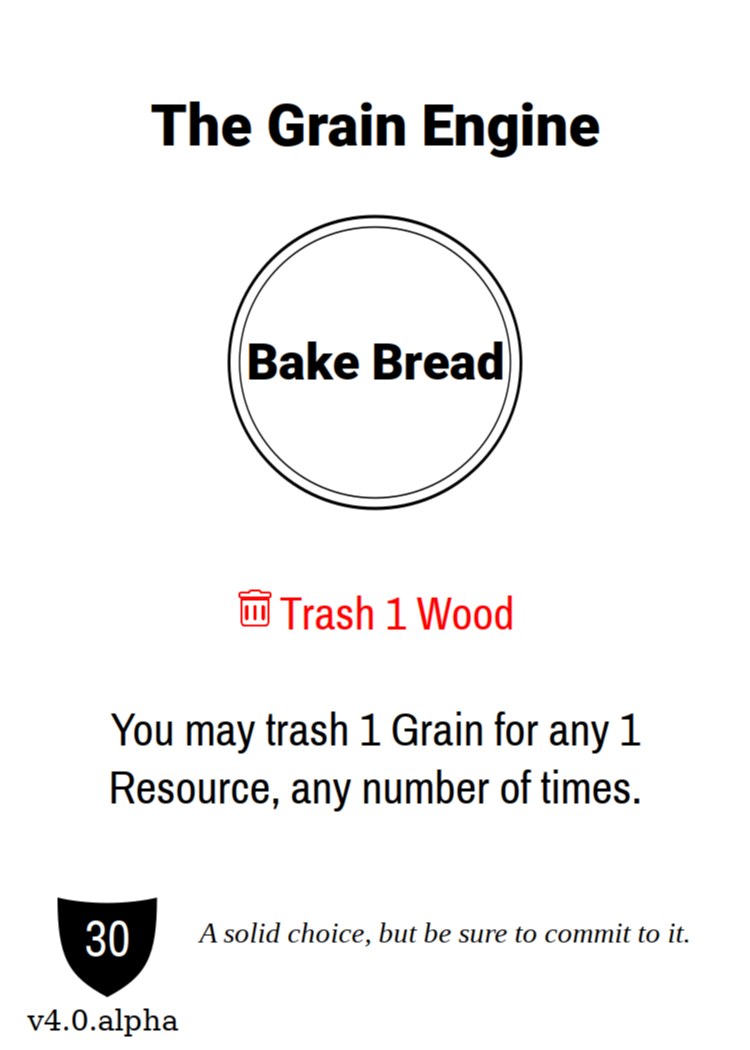 The Grain Engine
Bake Bread
Trash 1 Wood
You may trash 1 Grain for any 1
Resource, any number of times.
30
A solid choice, but be sure to commit to it.
v4.0.alpha